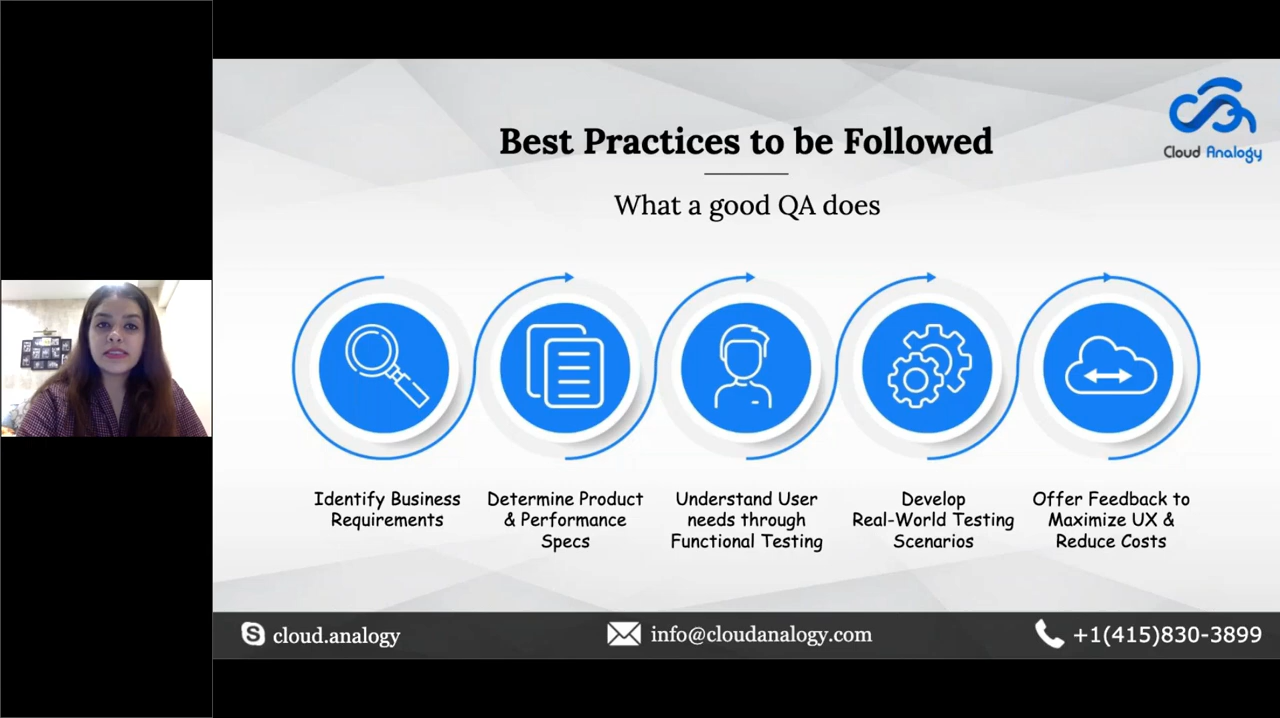 Cloud Analogy
Best Practices to be Followed
What a good QA does
Identify Business
Requirements
Determine Product
& Performance
Specs
Understand User
needs through
Functional Testing
Develop
Real-World Testing
Scenarios
Offer Feedback to
Maximize UX &
Reduce Costs
cloud.analogy
info@cloudanalogy.com
+1(415)830-3899